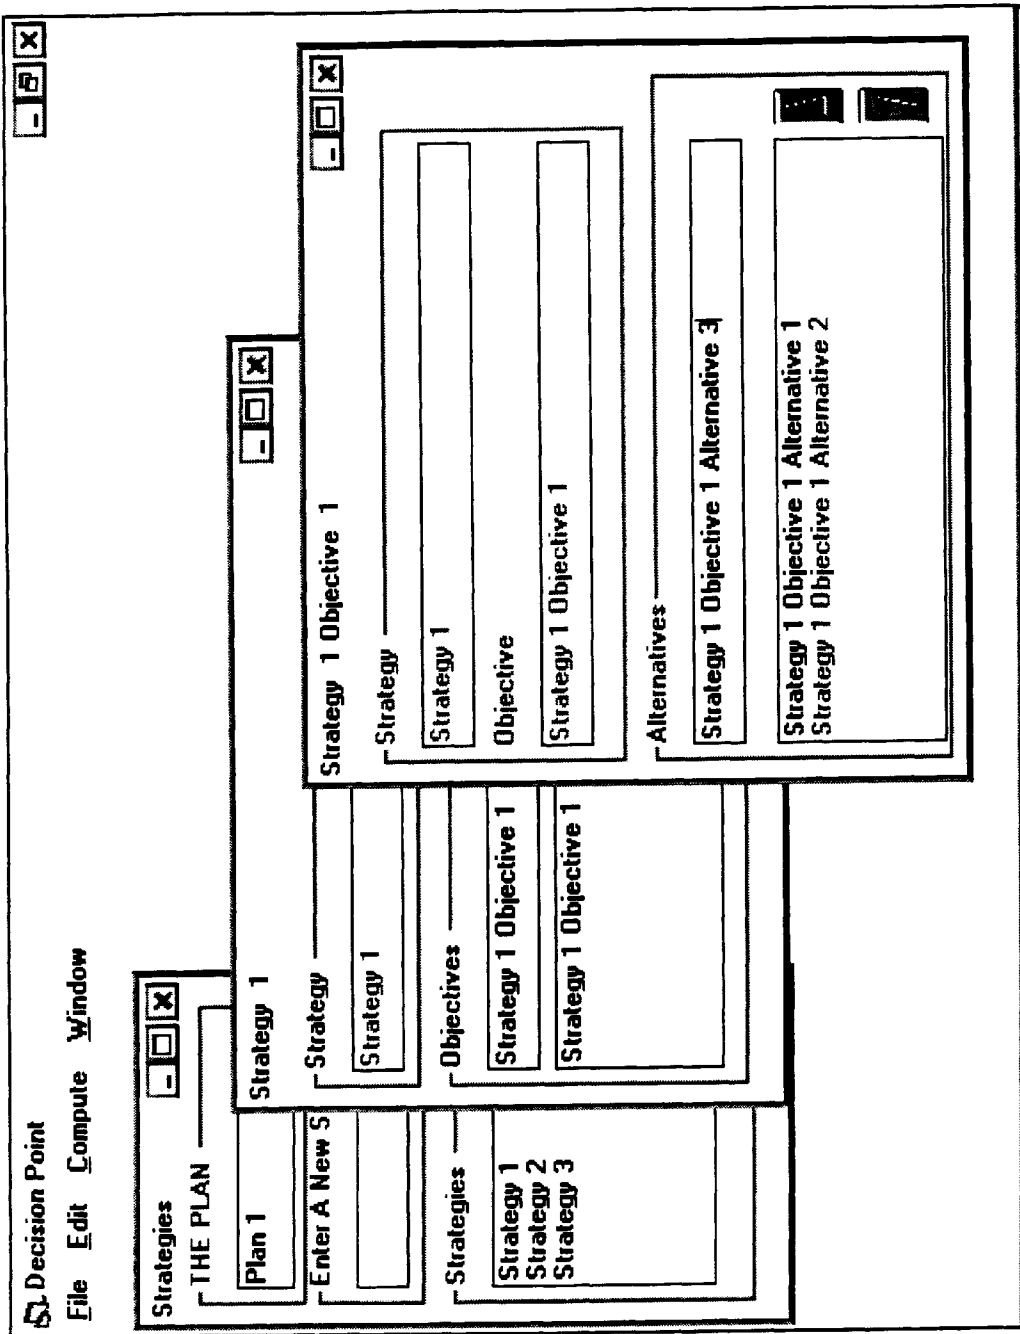 Decision Point
File Edit Compute Window
Strategies
THE PLAN
Plan 1
Enter A New S
Strategies
Strategy 1
Strategy 2
Strategy 3
Strategy 1
Strategy
Strategy 1
Objectives
Strategy 1 Objective 1
Strategy 1 Objective 1
Strategy 1 Objective 1
Strategy
Strategy 1
Objective
Strategy 1 Objective 1
Alternatives
Strategy 1 Objective 1 Alternative 3
Strategy 1 Objective 1 Alternative 1
Strategy 1 Objective 1 Alternative 2